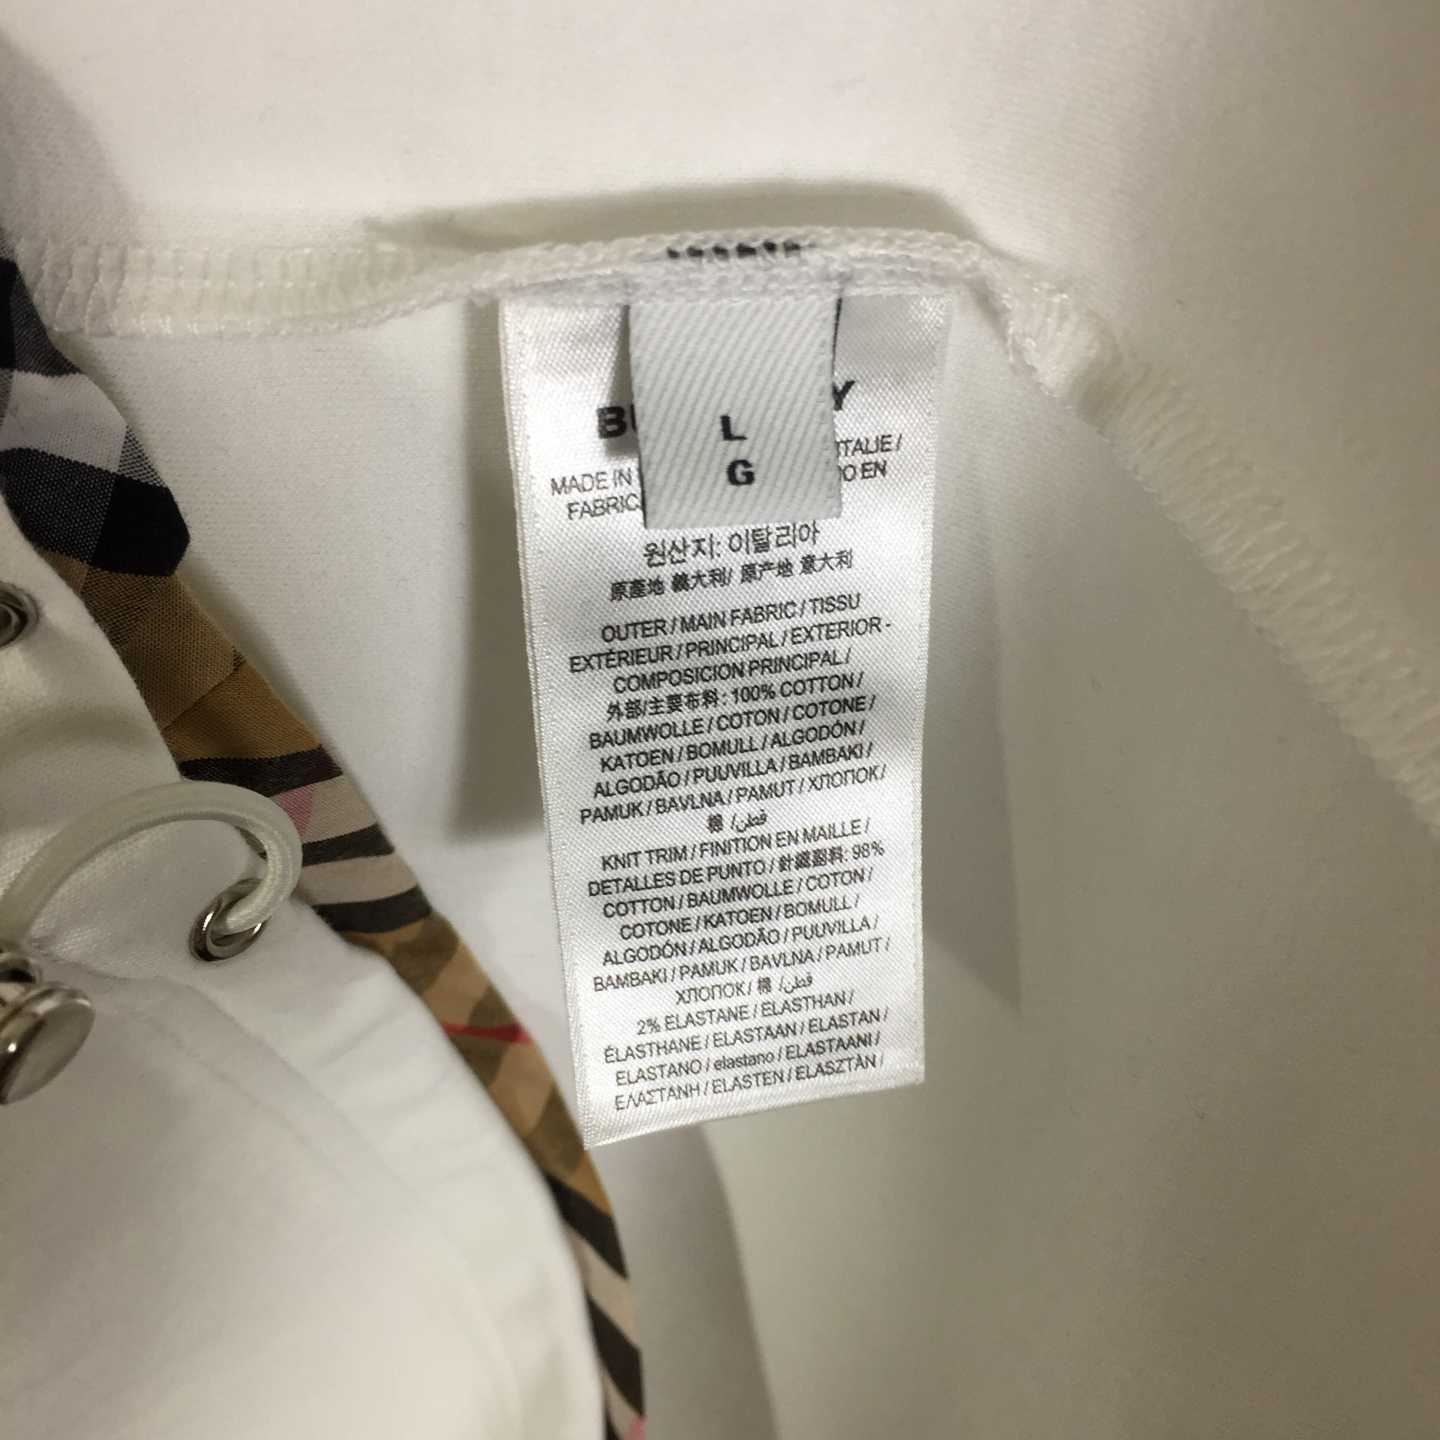 L
G
MADE IN
ITALIE /
FABRIC
EN
원산지: 이탈리아
原產地 義大利/ 原产地 意大利
OUTER / MAIN FABRIC / TISSU
EXTÉRIEUR / PRINCIPAL / EXTERIOR -
COMPOSICION PRINCIPAL /
外部/主要布料 : 100% COTTON /
BAUMWOLLE / COTON / COTONE /
KATOEN / BOMULL / ALGODÓN /
ALGODÃO / PUUVILLA / BAMBAKI /
PAMUK / BAVLNA / PAMUT / ХЛОПОК /
棉 /قطن
KNIT TRIM / FINITION EN MAILLE /
DETALLES DE PUNTO / 針織副料: 98%
COTTON / BAUMWOLLE / COTON /
COTONE / KATOEN / BOMULL /
ALGODÓN / ALGODÃO / PUUVILLA /
BAMBAKI / PAMUK / BAVLNA / PAMUT /
ХЛОПОК / 棉 /قطن
2% ELASTANE / ELASTHAN /
ÉLASTHANE / ELASTAAN / ELASTAN /
ELASTANO / elastano / ELASTAANI /
ΕΛΑΣΤΑΝΗ / ELASTEN / ELASZTÀN /